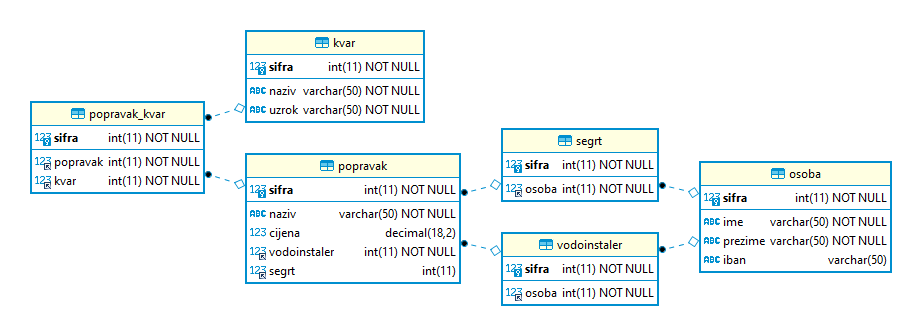 kvar
123 sifra int(11) NOT NULL
ABC naziv varchar(50) NOT NULL
ABC uzrok varchar(50) NOT NULL
popravak_kvar
123 sifra int(11) NOT NULL
123 popravak int(11) NOT NULL
123 kvar int(11) NOT NULL
popravak
123 sifra int(11) NOT NULL
ABC naziv varchar(50) NOT NULL
123 cijena decimal(18,2)
123 vodoinstaler int(11) NOT NULL
123 segrt int(11)
segrt
123 sifra int(11) NOT NULL
123 osoba int(11) NOT NULL
vodoinstaler
123 sifra int(11) NOT NULL
123 osoba int(11) NOT NULL
osoba
123 sifra int(11) NOT NULL
ABC ime varchar(50) NOT NULL
ABC prezime varchar(50) NOT NULL
ABC iban varchar(50)